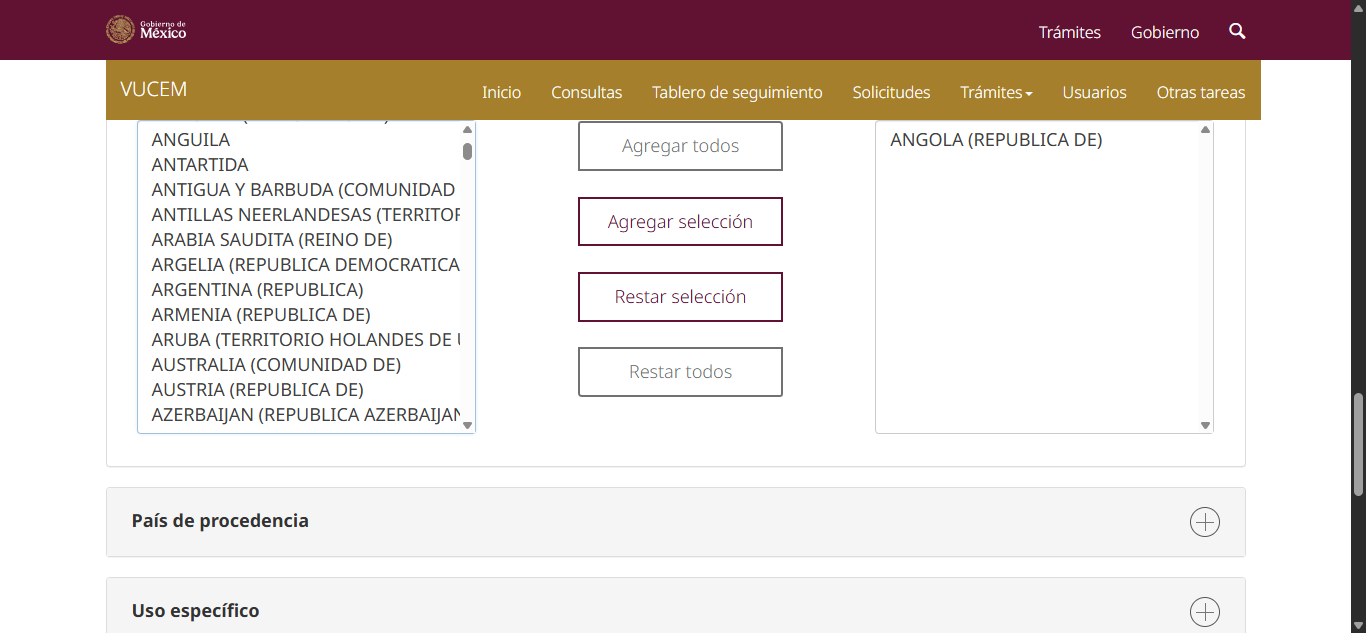 Gobierno de
México
Trámites
Gobierno
VUCEM
Inicio
Consultas
Tablero de seguimiento
Solicitudes
Trámites
Usuarios
Otras tareas
ANGUILA
ANTARTIDA
ANTIGUA Y BARBUDA (COMUNIDAD
ANTILLAS NEERLANDESAS (TERRITOR
ARABIA SAUDITA (REINO DE)
ARGELIA (REPUBLICA DEMOCRATICA
ARGENTINA (REPUBLICA)
ARMENIA (REPUBLICA DE)
ARUBA (TERRITORIO HOLANDES DE
AUSTRALIA (COMUNIDAD DE)
AUSTRIA (REPUBLICA DE)
AZERBAIJAN (REPUBLICA AZERBAIJAN
Agregar todos
Agregar selección
Restar selección
Restar todos
ANGOLA (REPUBLICA DE)
País de procedencia
Uso específico